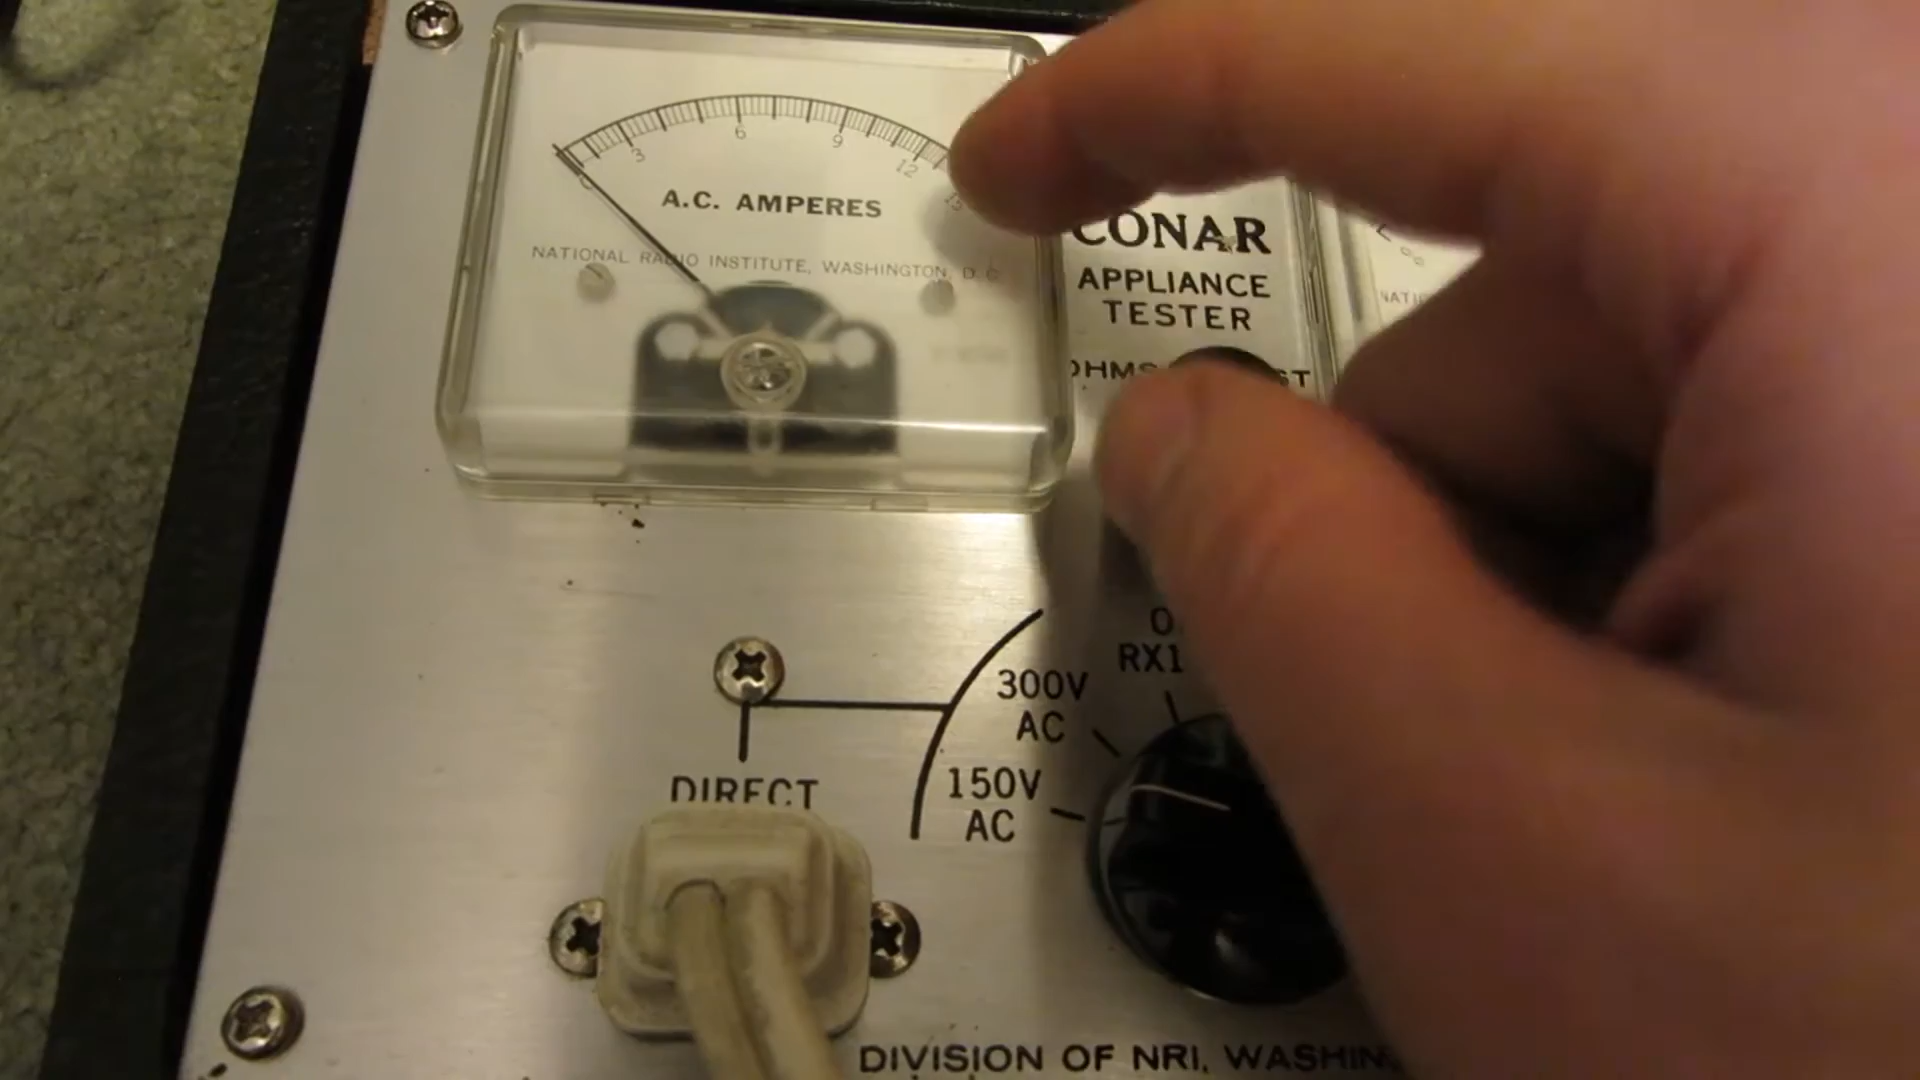 3 6 9 12 15
A.C. AMPERES
NATIONAL RADIO INSTITUTE, WASHINGTON, D.C.
CONAR
APPLIANCE
TESTER
OHMS
RX1
300V
AC
150V
AC
DIRECT
DIVISION OF NRI,